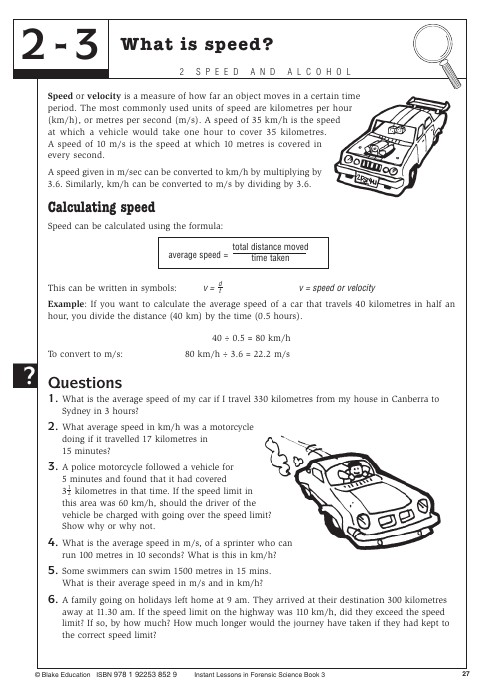 2 - 3
What is speed?
2 SPEED AND ALCOHOL
Speed or velocity is a measure of how far an object moves in a certain time
period. The most commonly used units of speed are kilometres per hour
(km/h), or metres per second (m/s). A speed of 35 km/h is the speed
at which a vehicle would take one hour to cover 35 kilometres.
A speed of 10 m/s is the speed at which 10 metres is covered in
every second.
A speed given in m/sec can be converted to km/h by multiplying by
3.6. Similarly, km/h can be converted to m/s by dividing by 3.6.
Calculating speed
Speed can be calculated using the formula:
average speed = total distance moved / time taken
This can be written in symbols: v = d/t v = speed or velocity
Example: If you want to calculate the average speed of a car that travels 40 kilometres in half an
hour, you divide the distance (40 km) by the time (0.5 hours).
40 ÷ 0.5 = 80 km/h
To convert to m/s: 80 km/h ÷ 3.6 = 22.2 m/s
?
Questions
1. What is the average speed of my car if I travel 330 kilometres from my house in Canberra to
Sydney in 3 hours?
2. What average speed in km/h was a motorcycle
doing if it travelled 17 kilometres in
15 minutes?
3. A police motorcycle followed a vehicle for
5 minutes and found that it had covered
3½ kilometres in that time. If the speed limit in
this area was 60 km/h, should the driver of the
vehicle be charged with going over the speed limit?
Show why or why not.
4. What is the average speed in m/s, of a sprinter who can
run 100 metres in 10 seconds? What is this in km/h?
5. Some swimmers can swim 1500 metres in 15 mins.
What is their average speed in m/s and in km/h?
6. A family going on holidays left home at 9 am. They arrived at their destination 300 kilometres
away at 11.30 am. If the speed limit on the highway was 110 km/h, did they exceed the speed
limit? If so, by how much? How much longer would the journey have taken if they had kept to
the correct speed limit?
© Blake Education ISBN 978 1 92253 852 9 Instant Lessons in Forensic Science Book 3 27